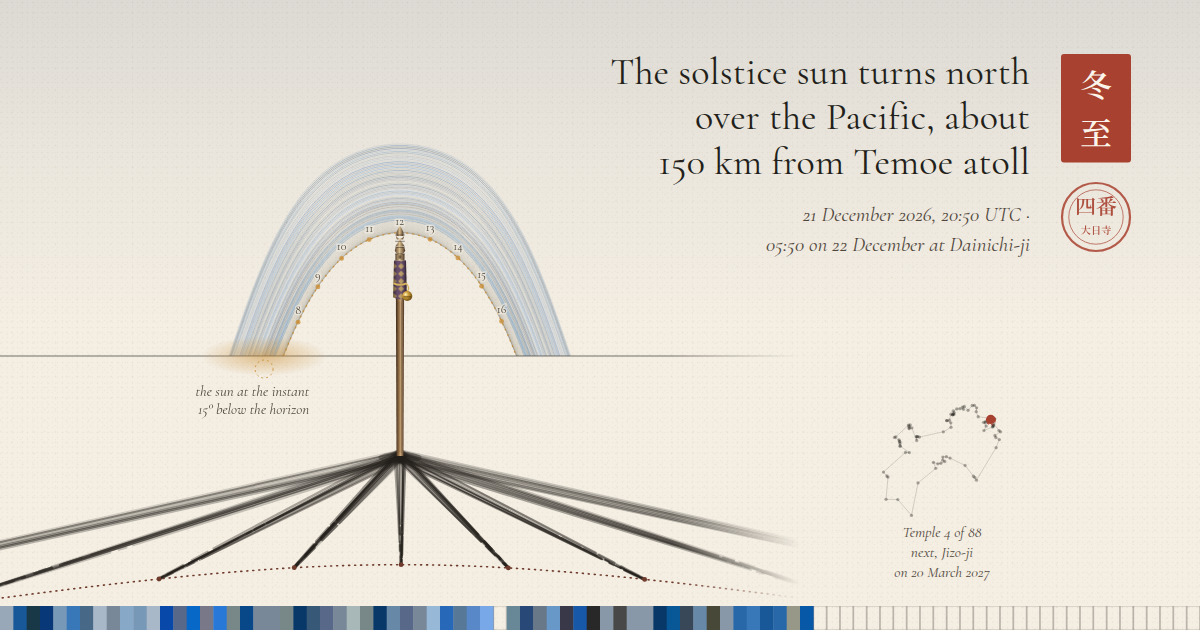 The solstice sun turns north
over the Pacific, about
150 km from Temoe atoll
21 December 2026, 20:50 UTC ·
05:50 on 22 December at Dainichi-ji
冬
至
四番
大日寺
8
9
10
11
12
13
14
15
16
the sun at the instant
15° below the horizon
Temple 4 of 88
next, Jizo-ji
on 20 March 2027